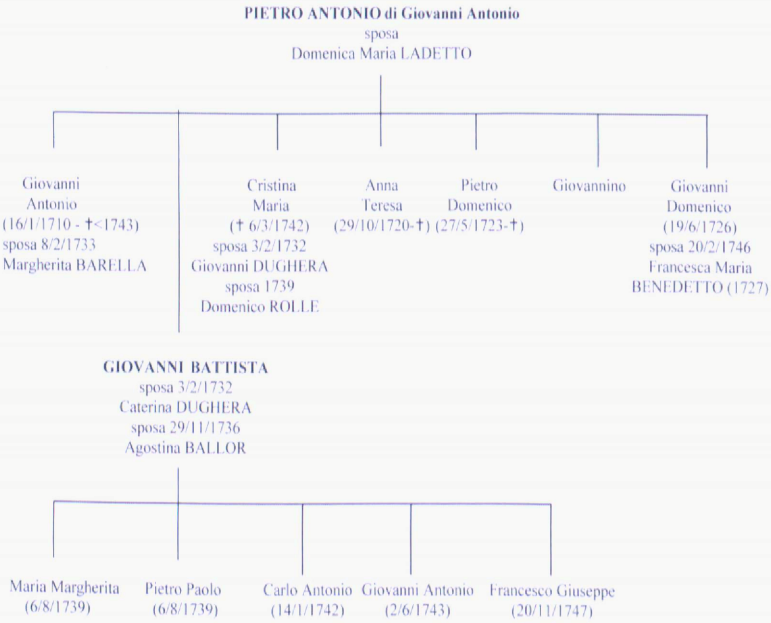 PIETRO ANTONIO di Giovanni Antonio
sposa
Domenica Maria LADETTO
Giovanni
Antonio
(16/1/1710 - ✝<1743)
sposa 8/2/1733
Margherita BARELLA
Cristina
Maria
(✝ 6/3/1742)
sposa 3/2/1732
Giovanni DUGHERA
sposa 1739
Domenico ROLLE
Anna
Teresa
(29/10/1720-✝)
Pietro
Domenico
(27/5/1723-✝)
Giovannino
Giovanni
Domenico
(19/6/1726)
sposa 20/2/1746
Francesca Maria
BENEDETTO (1727)
GIOVANNI BATTISTA
sposa 3/2/1732
Caterina DUGHERA
sposa 29/11/1736
Agostina BALLOR
Maria Margherita
(6/8/1739)
Pietro Paolo
(6/8/1739)
Carlo Antonio
(14/1/1742)
Giovanni Antonio
(2/6/1743)
Francesco Giuseppe
(20/11/1747)